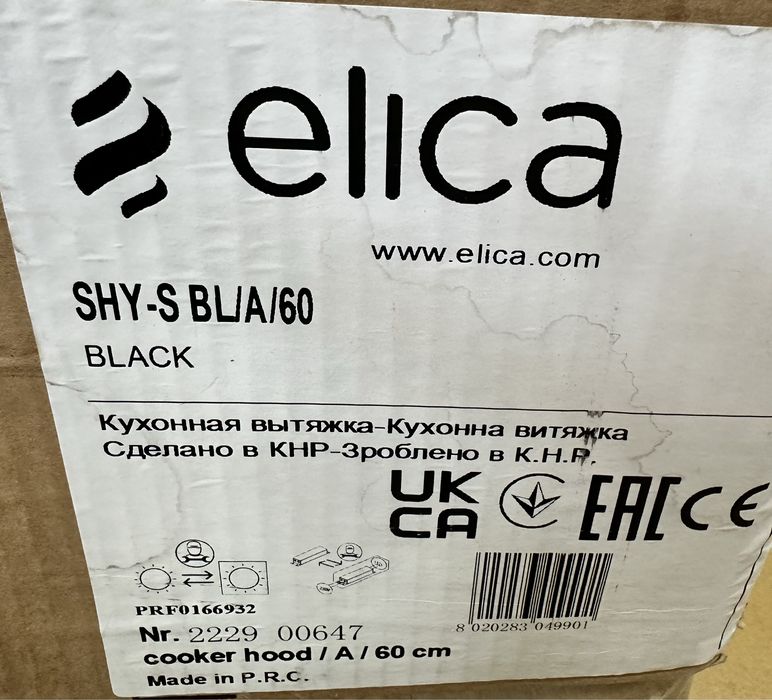 elica
www.elica.com
SHY-S BL/A/60
BLACK
Кухонная вытяжка-Кухонна витяжка
Сделано в КНР-Зроблено в К.Н.Р.
UK
CA
EAC CE
PRF0166932
Nr. 2229 00647
8 020283 049901
cooker hood / A / 60 cm
Made in P.R.C.